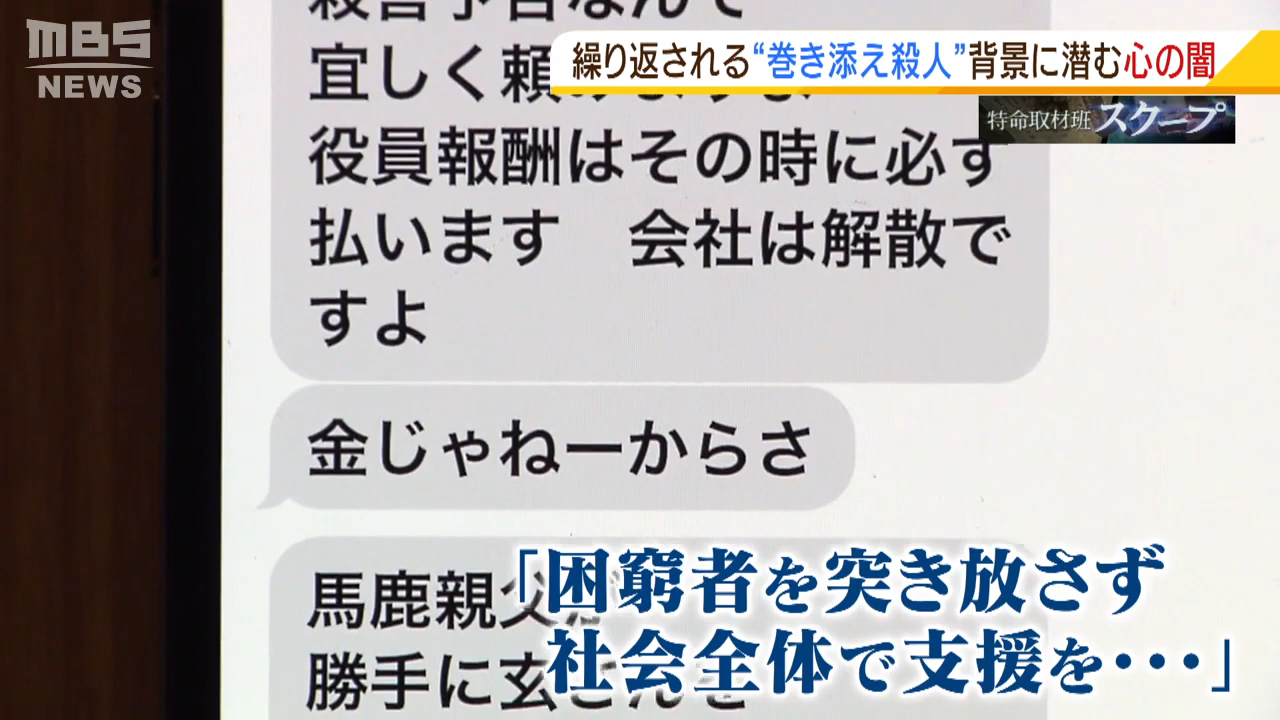 MBS
NEWS
繰り返される“巻き添え殺人”背景に潜む心の闇
特命取材班 スクープ
宜しく頼
役員報酬はその時に必ず
払います　会社は解散で
すよ
金じゃねーからさ
馬鹿親父
勝手に玄
「困窮者を突き放さず
社会全体で支援を・・・」